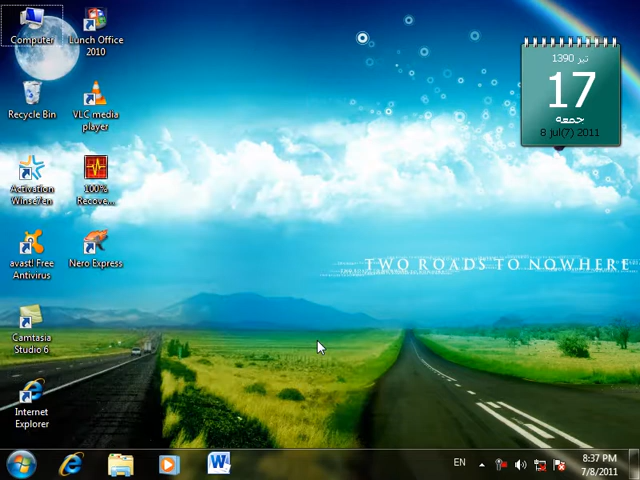 Computer
Lunch Office
2010
Recycle Bin
VLC media
player
Activation
Winse7en
100%
Recove...
avast! Free
Antivirus
Nero Express
Camtasia
Studio 6
Internet
Explorer
تیر 1390
17
جمعه
8 jul(7) 2011
TWO ROADS TO NOWHERE
EN
8:37 PM
7/8/2011